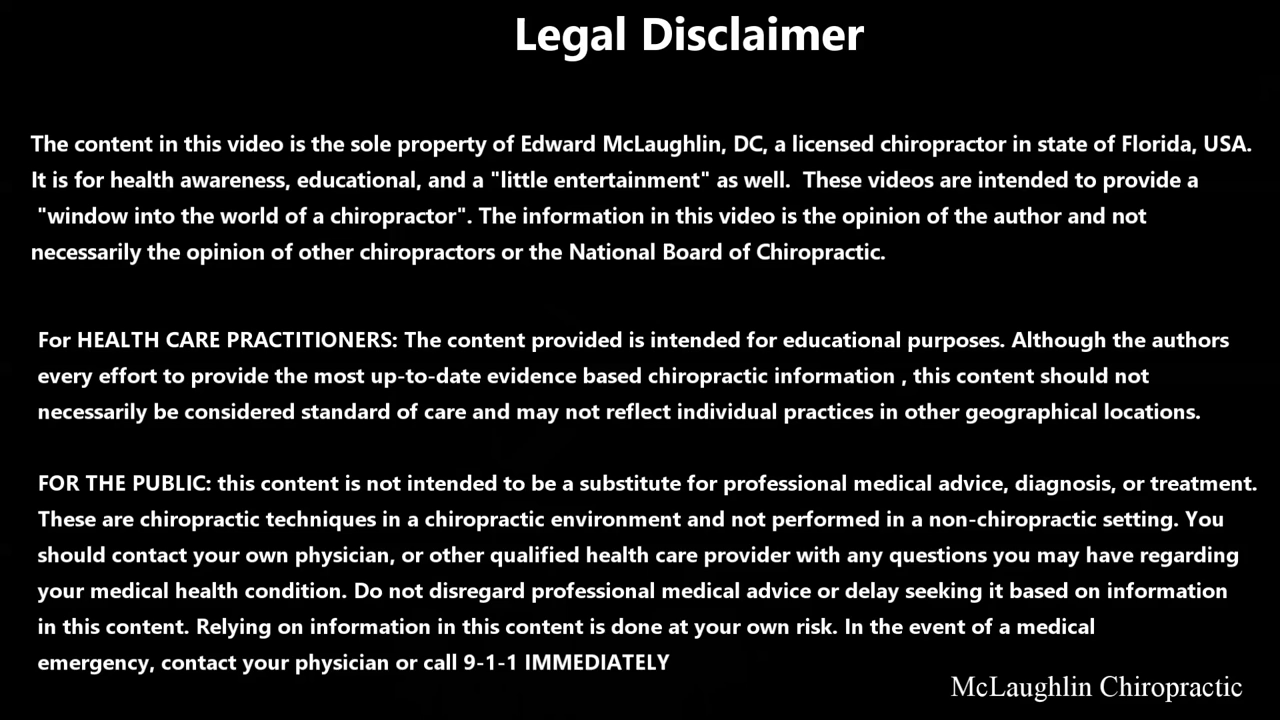 Legal Disclaimer
The content in this video is the sole property of Edward McLaughlin, DC, a licensed chiropractor in state of Florida, USA.
It is for health awareness, educational, and a "little entertainment" as well. These videos are intended to provide a
"window into the world of a chiropractor". The information in this video is the opinion of the author and not
necessarily the opinion of other chiropractors or the National Board of Chiropractic.
For HEALTH CARE PRACTITIONERS: The content provided is intended for educational purposes. Although the authors
every effort to provide the most up-to-date evidence based chiropractic information , this content should not
necessarily be considered standard of care and may not reflect individual practices in other geographical locations.
FOR THE PUBLIC: this content is not intended to be a substitute for professional medical advice, diagnosis, or treatment.
These are chiropractic techniques in a chiropractic environment and not performed in a non-chiropractic setting. You
should contact your own physician, or other qualified health care provider with any questions you may have regarding
your medical health condition. Do not disregard professional medical advice or delay seeking it based on information
in this content. Relying on information in this content is done at your own risk. In the event of a medical
emergency, contact your physician or call 9-1-1 IMMEDIATELY
McLaughlin Chiropractic